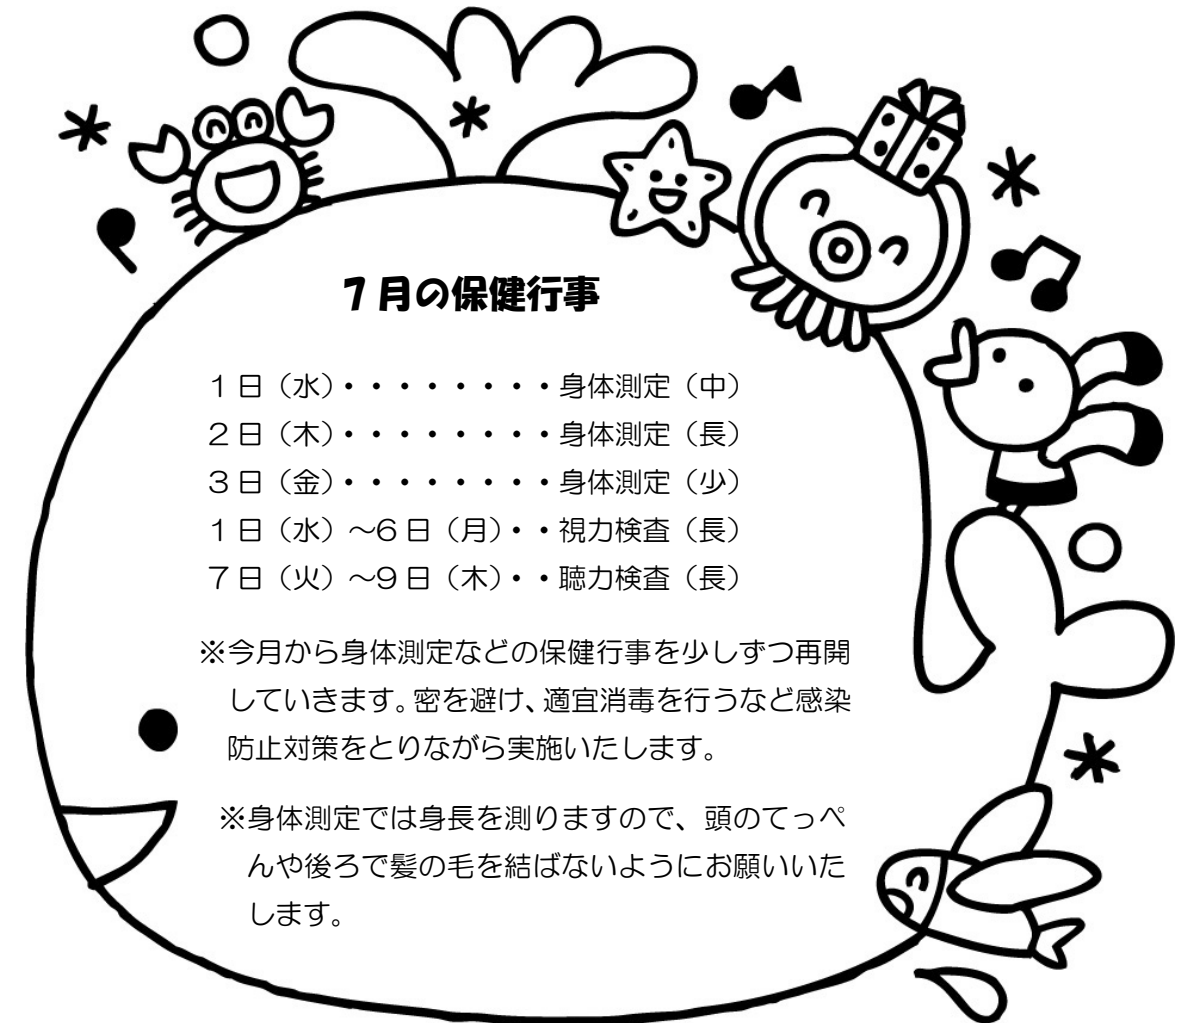 ７月の保健行事
１日（水）・・・・・・・・身体測定（中）
２日（木）・・・・・・・・身体測定（長）
３日（金）・・・・・・・・身体測定（少）
１日（水）～６日（月）・・視力検査（長）
７日（火）～９日（木）・・聴力検査（長）
※今月から身体測定などの保健行事を少しずつ再開
していきます。密を避け、適宜消毒を行うなど感染
防止対策をとりながら実施いたします。
※身体測定では身長を測りますので、頭のてっぺ
んや後ろで髪の毛を結ばないようにお願いいた
します。